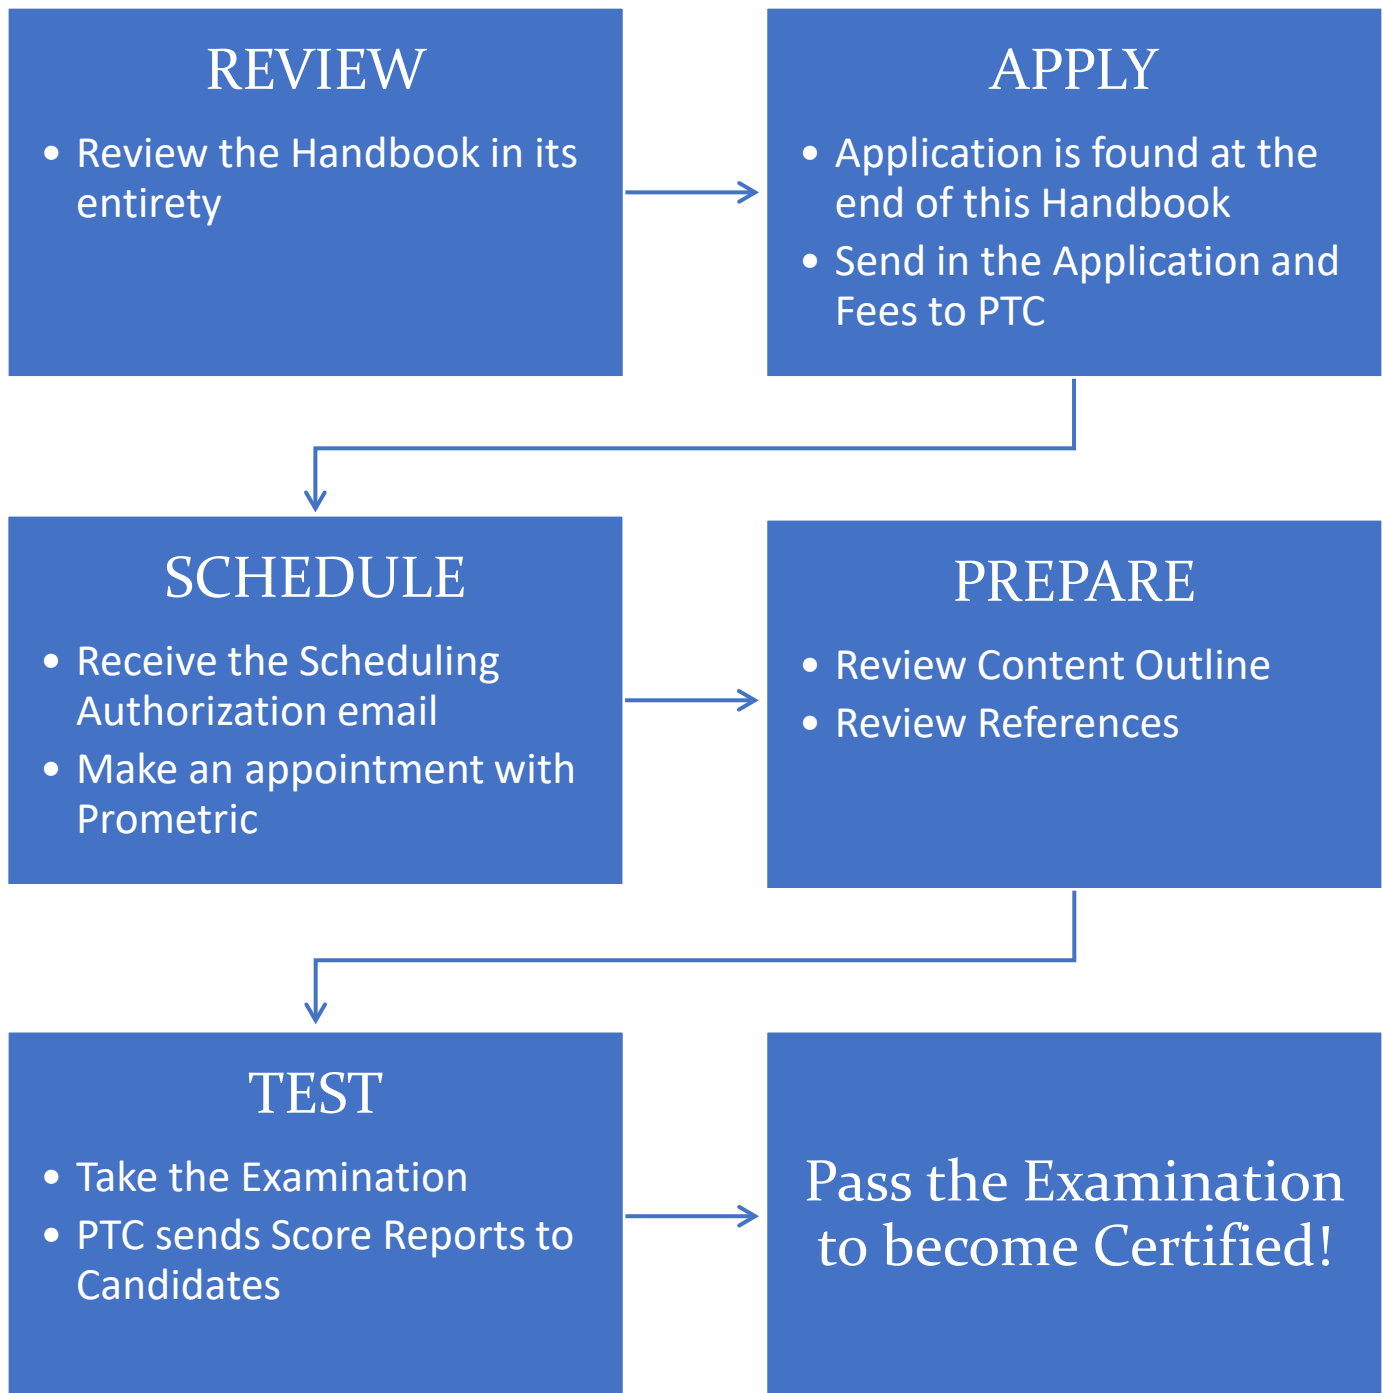 REVIEW
• Review the Handbook in its
entirety
APPLY
• Application is found at the
end of this Handbook
• Send in the Application and
Fees to PTC
SCHEDULE
• Receive the Scheduling
Authorization email
• Make an appointment with
Prometric
PREPARE
• Review Content Outline
• Review References
TEST
• Take the Examination
• PTC sends Score Reports to
Candidates
Pass the Examination
to become Certified!